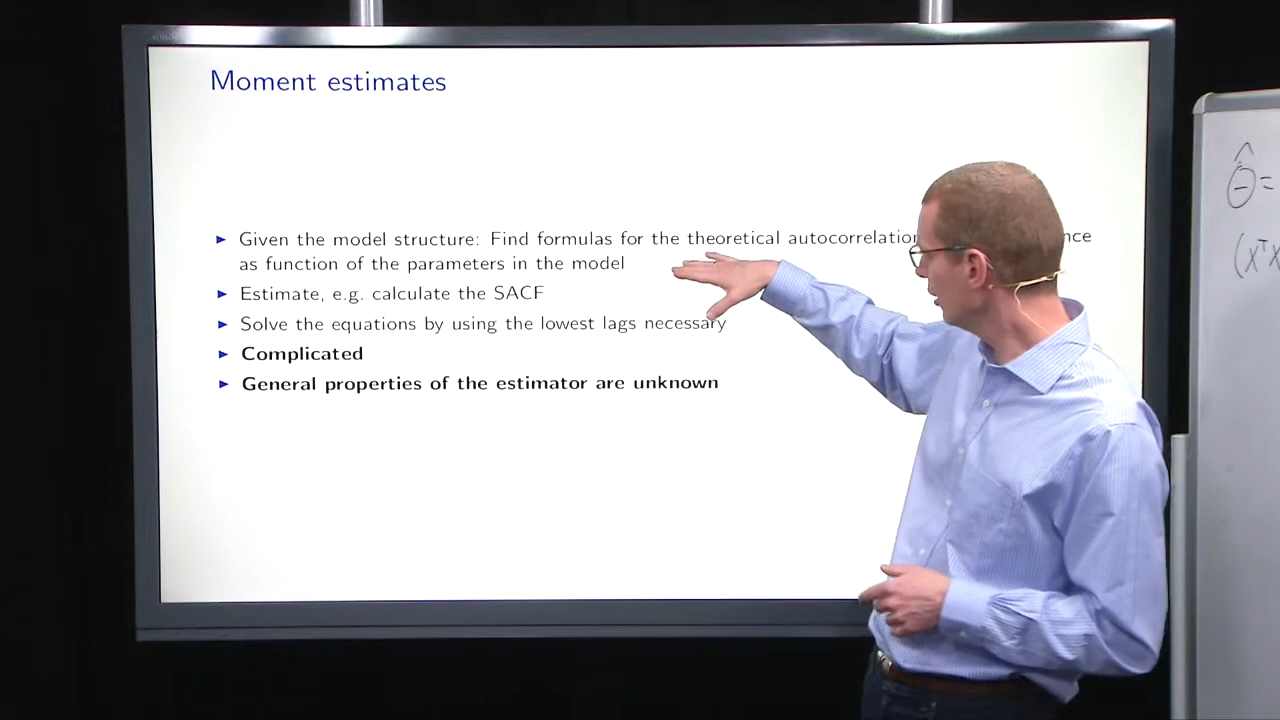 Moment estimates
Given the model structure: Find formulas for the theoretical autocorrelation
as function of the parameters in the model
Estimate, e.g. calculate the SACF
Solve the equations by using the lowest lags necessary
Complicated
General properties of the estimator are unknown
Θ̂ =
(xᵀx